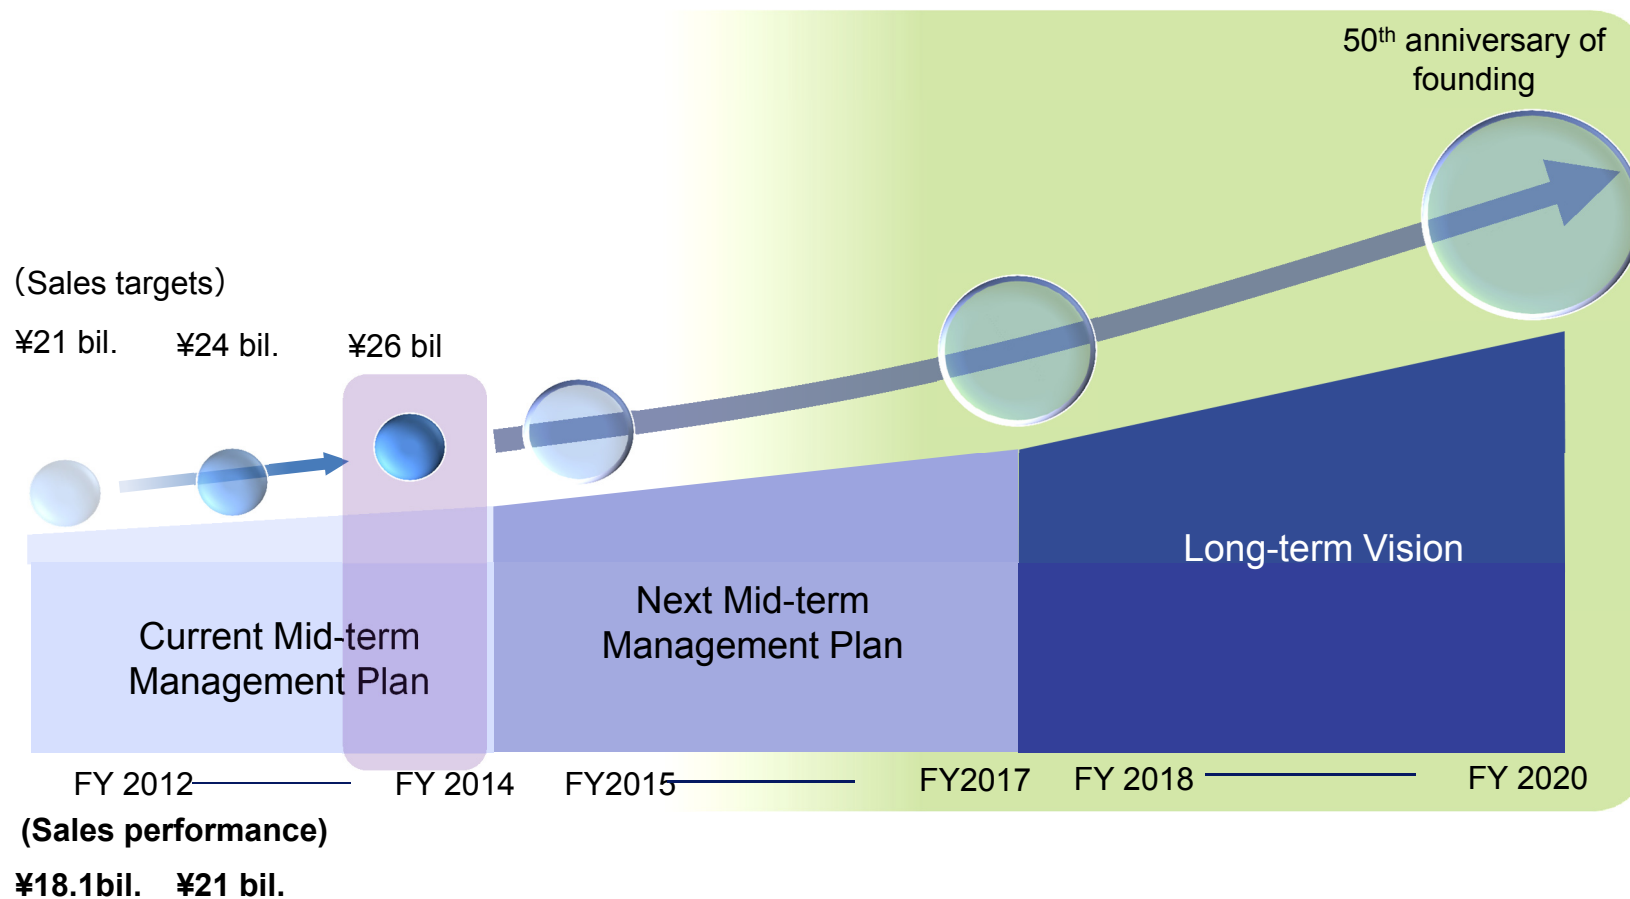 50th anniversary of
founding
（Sales targets）
¥21 bil.
¥24 bil.
¥26 bil
Long-term Vision
Next Mid-term
Management Plan
Current Mid-term
Management Plan
FY 2012
FY 2014
FY2015
FY2017
FY 2018
FY 2020
(Sales performance)
¥18.1bil.
¥21 bil.